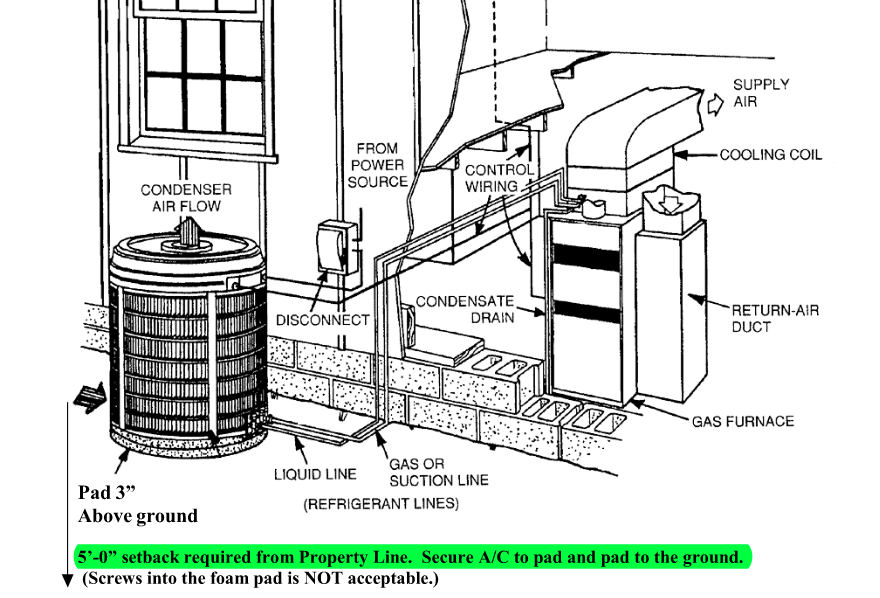 SUPPLY
AIR
FROM
POWER
SOURCE
COOLING COIL
CONTROL
WIRING
CONDENSER
AIR FLOW
DISCONNECT
CONDENSATE
DRAIN
RETURN-AIR
DUCT
GAS FURNACE
LIQUID LINE
GAS OR
SUCTION LINE
(REFRIGERANT LINES)
Pad 3”
Above ground
5’-0” setback required from Property Line.  Secure A/C to pad and pad to the ground.
(Screws into the foam pad is NOT acceptable.)